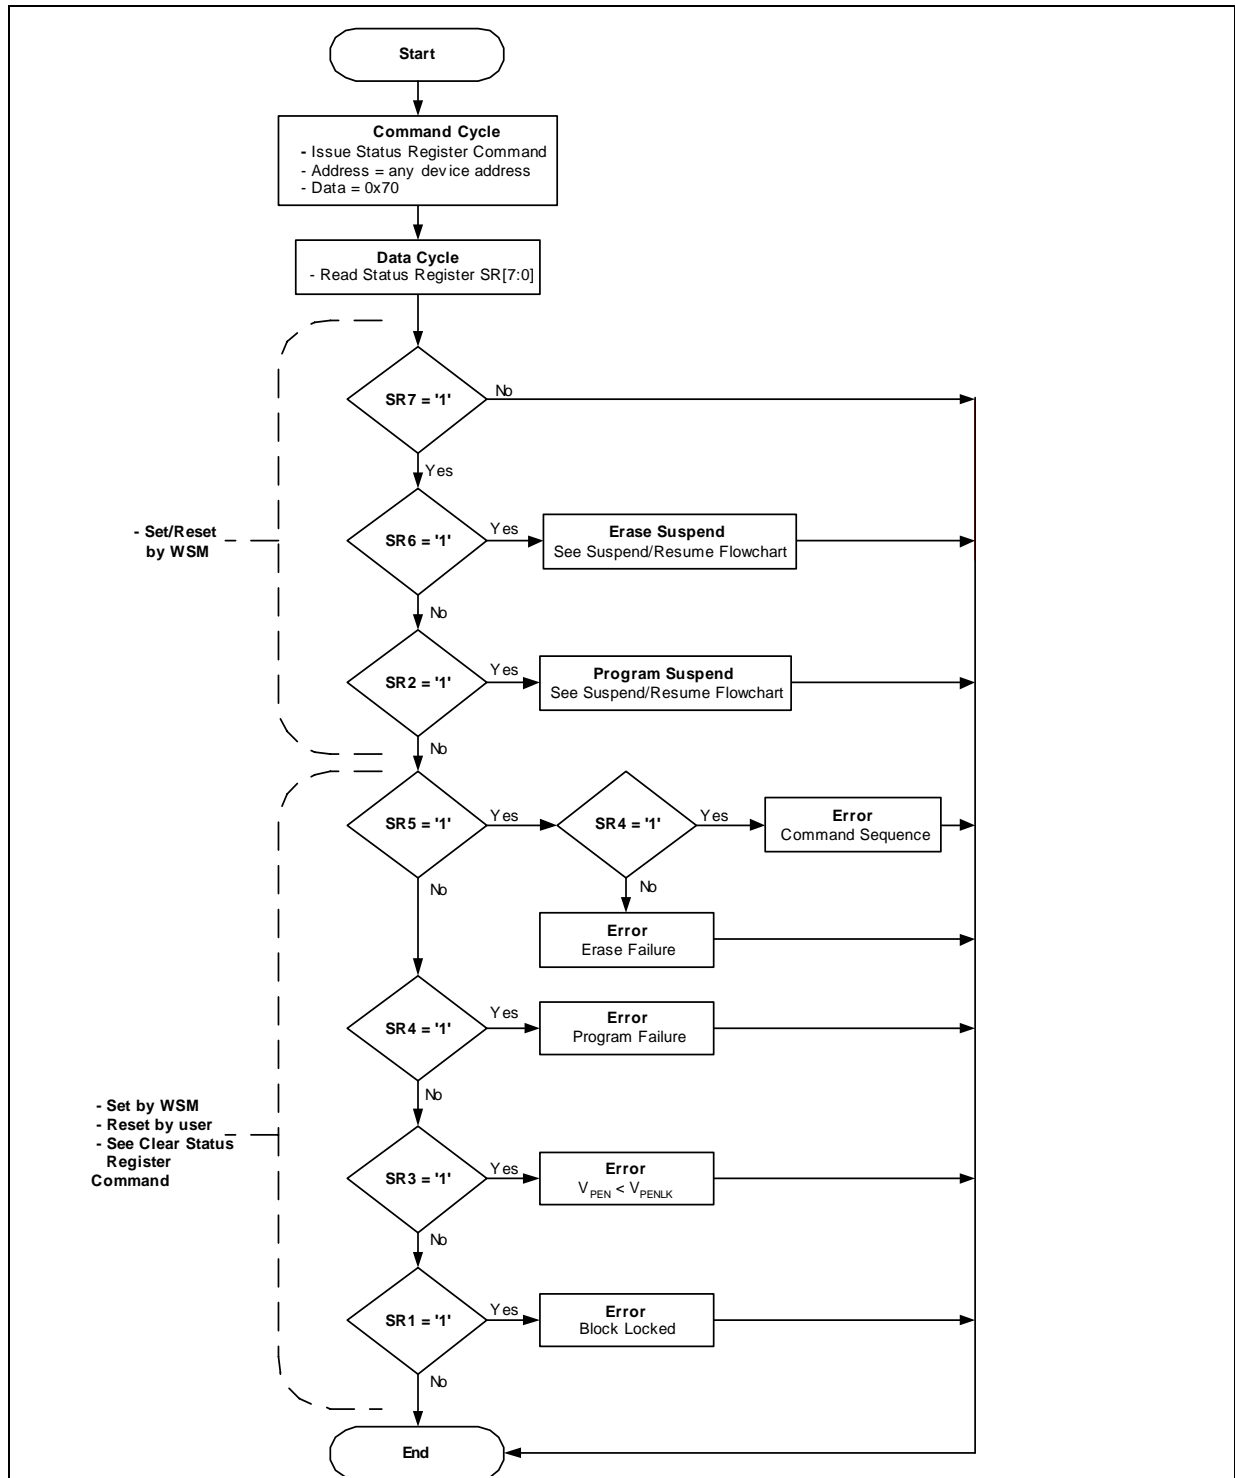 Start
Command Cycle
- Issue Status Register Command
- Address = any device address
- Data = 0x70
Data Cycle
- Read Status Register SR[7:0]
SR7 = '1'
No
Yes
- Set/Reset
by WSM
SR6 = '1'
Yes
Erase Suspend
See Suspend/Resume Flowchart
No
SR2 = '1'
Yes
Program Suspend
See Suspend/Resume Flowchart
No
SR5 = '1'
Yes
SR4 = '1'
Yes
Error
Command Sequence
No
No
Error
Erase Failure
SR4 = '1'
Yes
Error
Program Failure
No
- Set by WSM
- Reset by user
- See Clear Status
Register
Command
SR3 = '1'
Yes
Error
VPEN < VPENLK
No
SR1 = '1'
Yes
Error
Block Locked
No
End